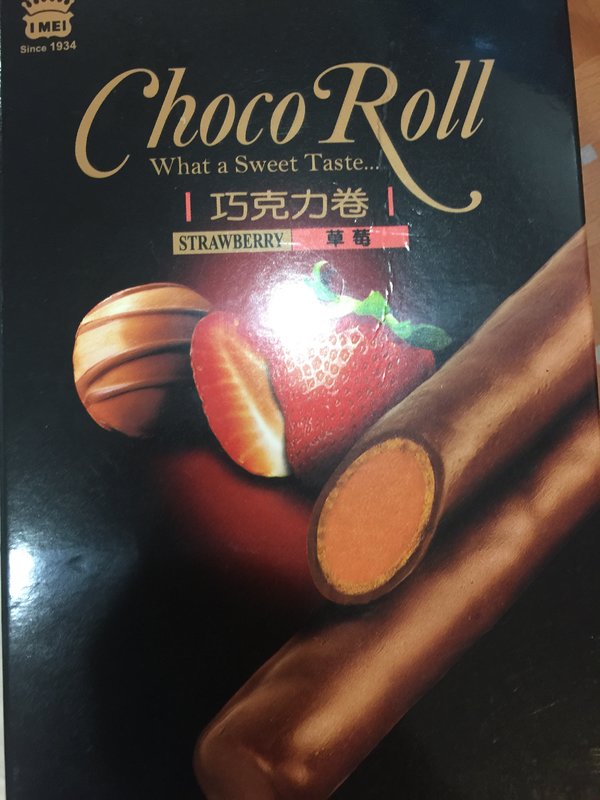 I MEI
Since 1934
Choco Roll
What a Sweet Taste...
巧克力卷
STRAWBERRY 草莓